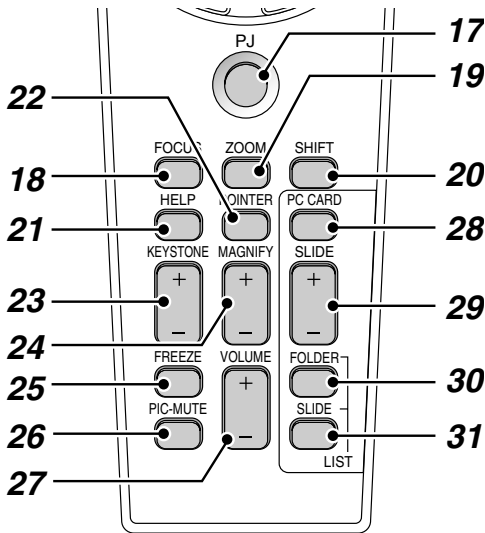 PJ
17
22
19
FOCUS ZOOM SHIFT
18
20
HELP POINTER PC CARD
21
28
KEYSTONE MAGNIFY SLIDE
+ + +
23
29
− − −
24
FREEZE VOLUME FOLDER
25
+
30
PIC-MUTE SLIDE
26
31
−
LIST
27